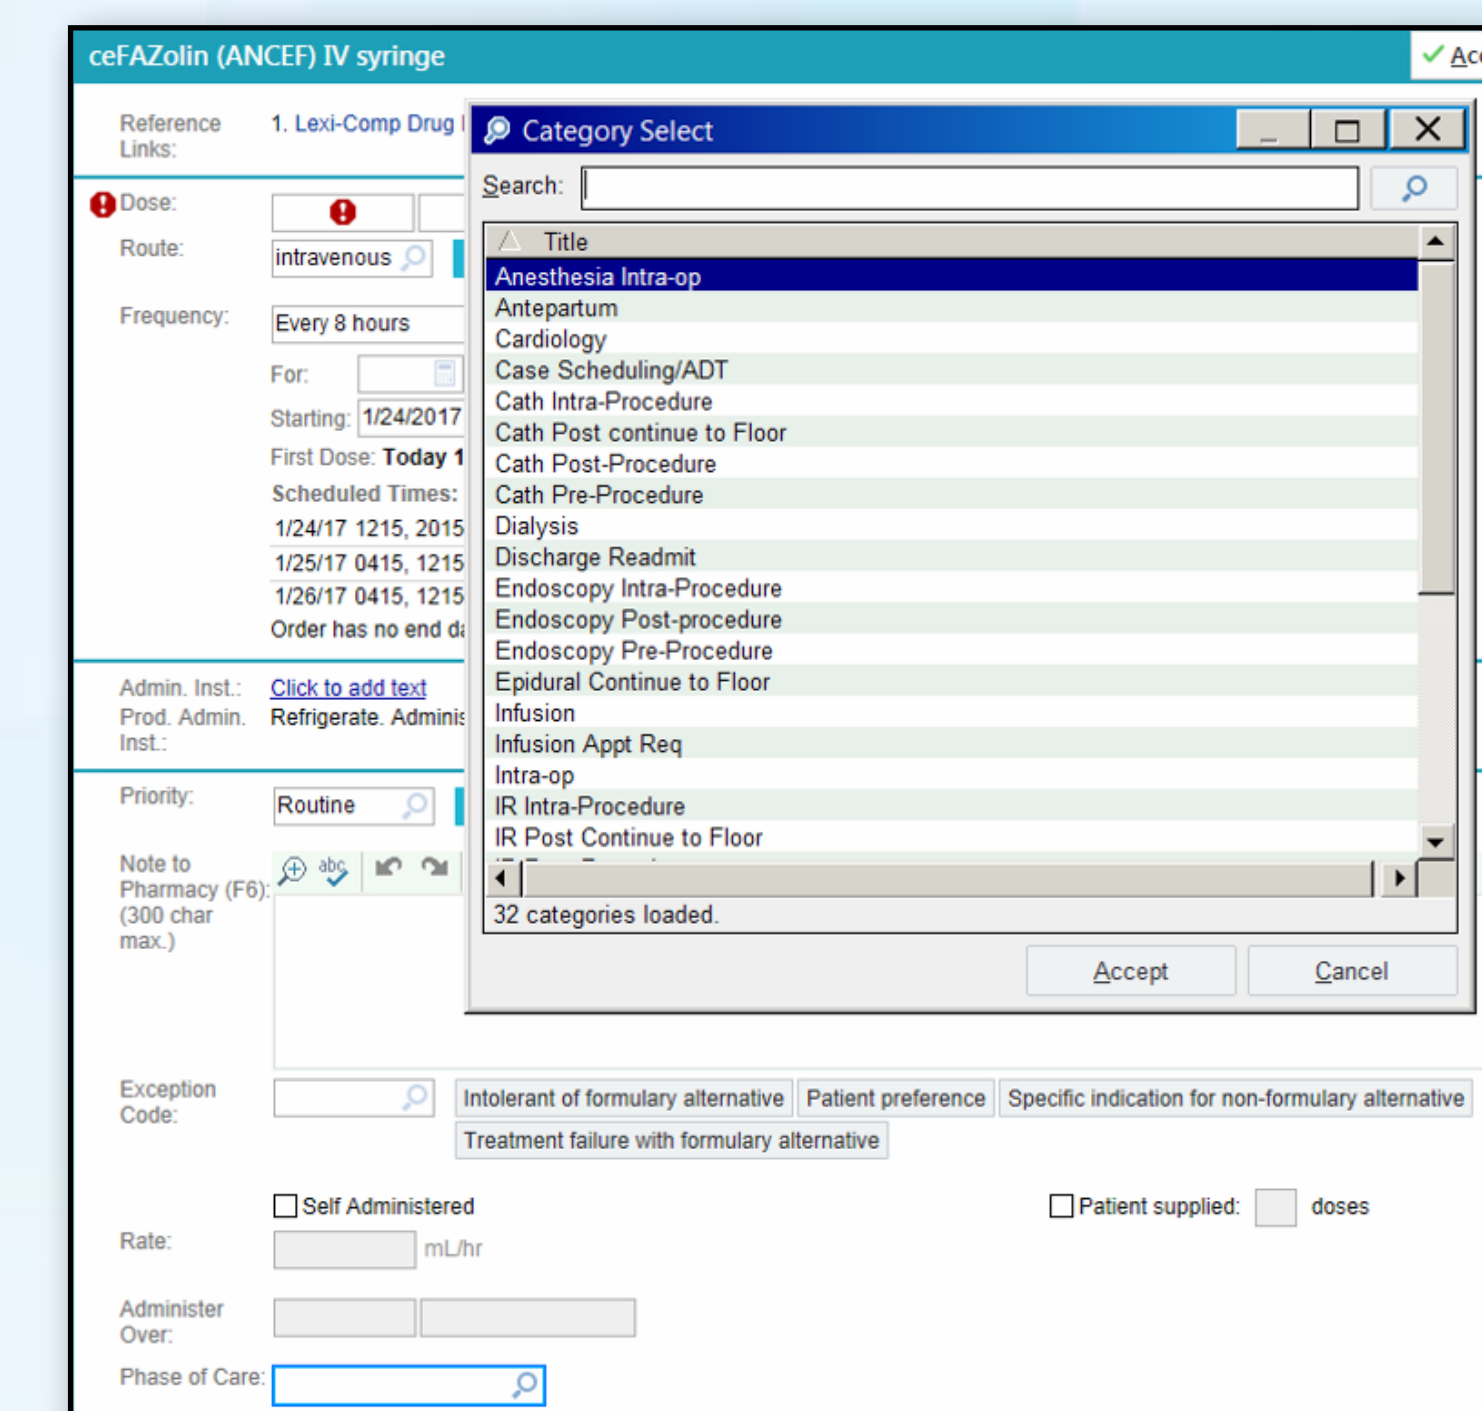 ceFAZolin (ANCEF) IV syringe
Reference Links: 1. Lexi-Comp Drug
Category Select
Search:
Title
Anesthesia Intra-op
Antepartum
Cardiology
Case Scheduling/ADT
Cath Intra-Procedure
Cath Post continue to Floor
Cath Post-Procedure
Cath Pre-Procedure
Dialysis
Discharge Readmit
Endoscopy Intra-Procedure
Endoscopy Post-procedure
Endoscopy Pre-Procedure
Epidural Continue to Floor
Infusion
Infusion Appt Req
Intra-op
IR Intra-Procedure
IR Post Continue to Floor
32 categories loaded.
Accept Cancel
Dose:
Route: intravenous
Frequency: Every 8 hours
For:
Starting: 1/24/2017
First Dose: Today 1
Scheduled Times:
1/24/17 1215, 2015
1/25/17 0415, 1215
1/26/17 0415, 1215
Order has no end
Admin. Inst.: Click to add text
Prod. Admin. Inst.: Refrigerate.
Priority: Routine
Note to
Pharmacy (F6):
(300 char
max.)
abc
Exception Code: Intolerant of formulary alternative Patient preference Specific indication for non-formulary alternative
Treatment failure with formulary alternative
Self Administered Patient supplied: doses
Rate: mL/hr
Administer
Over:
Phase of Care: